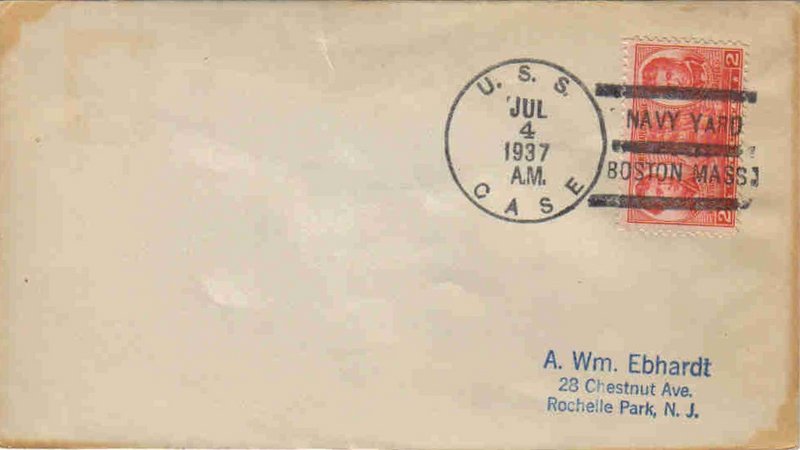 U. S. S.
JUL
4
1937
A.M.
CASE
2
NAVY YARD
BOSTON MASS.
2
A. Wm. Ebhardt
28 Chestnut Ave.
Rochelle Park, N. J.